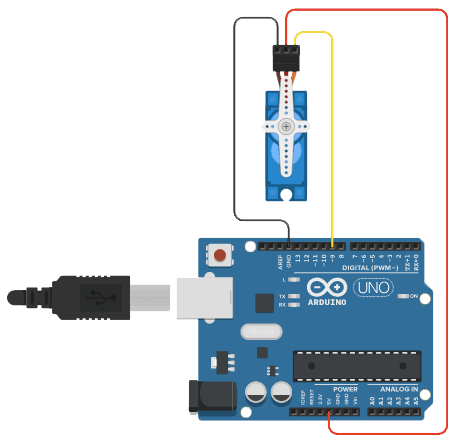 AREF
GND
13
12
~11
~10
~9
8
7
~6
~5
4
~3
2
TX→1
RX←0
DIGITAL (PWM~)
L
TX
RX
UNO
ARDUINO
ON
POWER
ANALOG IN
IOREF
RESET
3.3V
5V
GND
GND
Vin
A0
A1
A2
A3
A4
A5